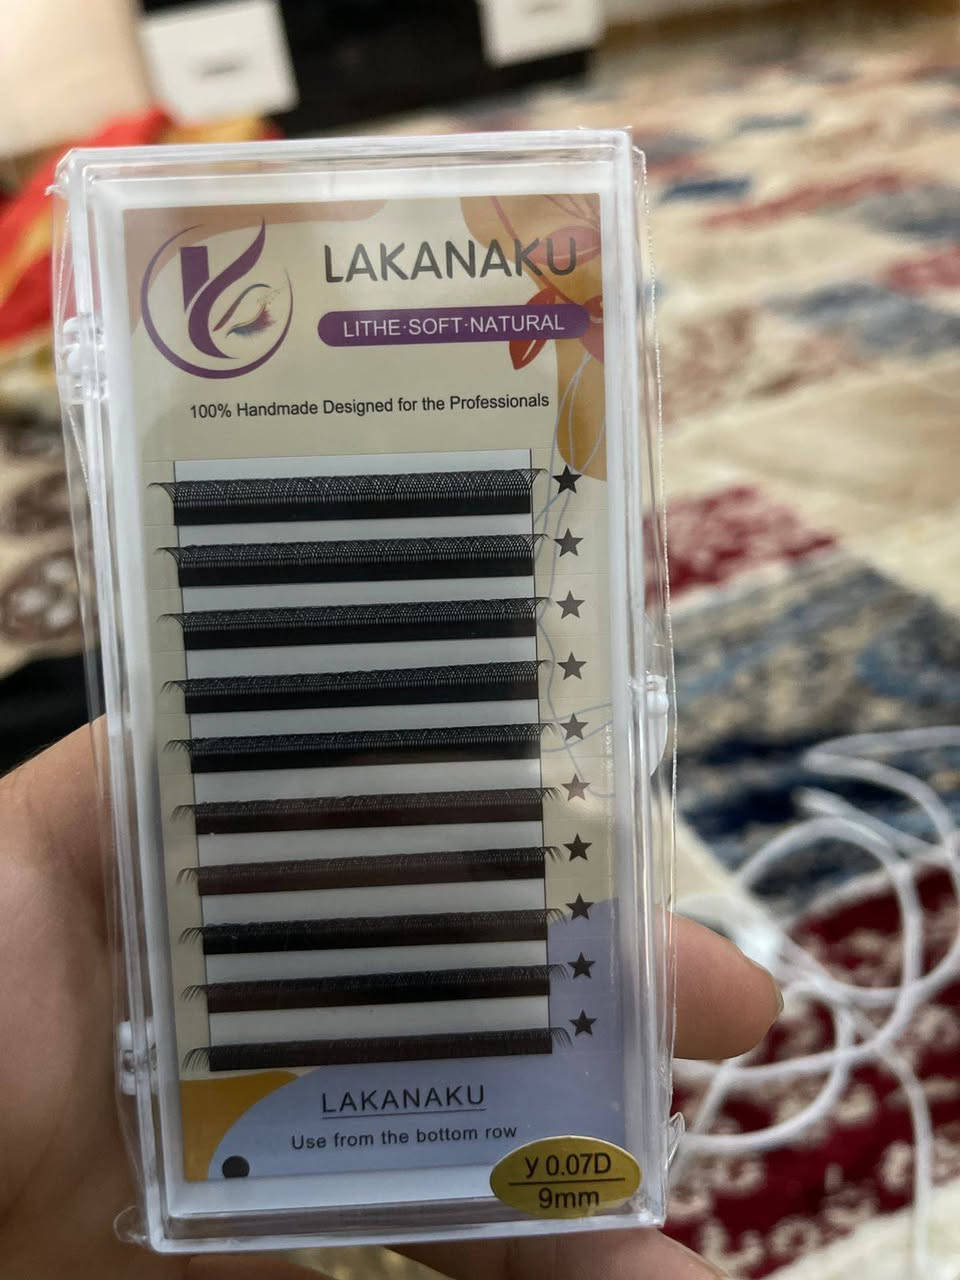 LAKANAKU
LITHE·SOFT·NATURAL
100% Handmade Designed for the Professionals
LAKANAKU
Use from the bottom row
y 0.07D
9mm